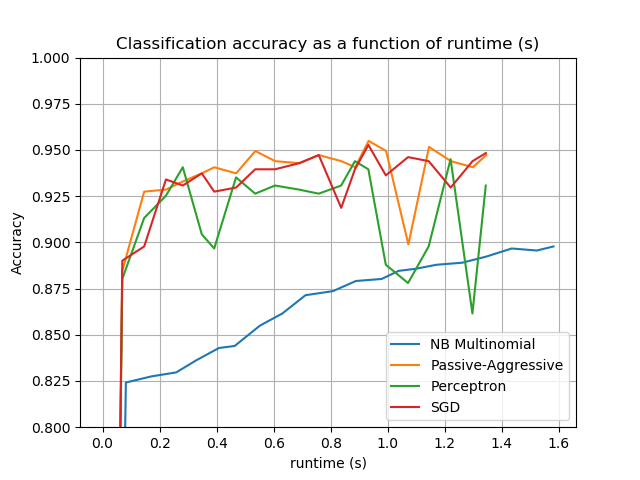 Classification accuracy as a function of runtime (s)
1.000
0.975
0.950
0.925
0.900
0.875
0.850
0.825
0.800
Accuracy
NB Multinomial
Passive-Aggressive
Perceptron
SGD
0.0 0.2 0.4 0.6 0.8 1.0 1.2 1.4 1.6
runtime (s)